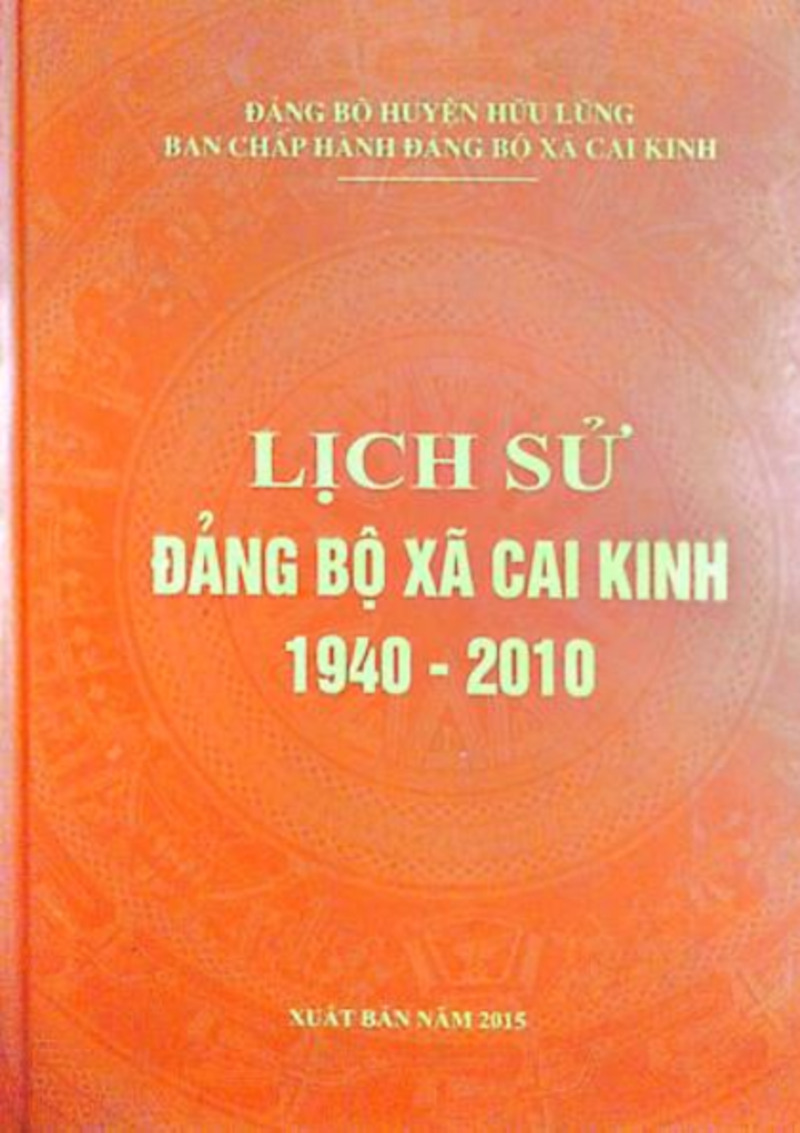 ĐẢNG BỘ HUYỆN HỮU LŨNG
BAN CHẤP HÀNH ĐẢNG BỘ XÃ CAI KINH
LỊCH SỬ
ĐẢNG BỘ XÃ CAI KINH
1940 - 2010
XUẤT BẢN NĂM 2015